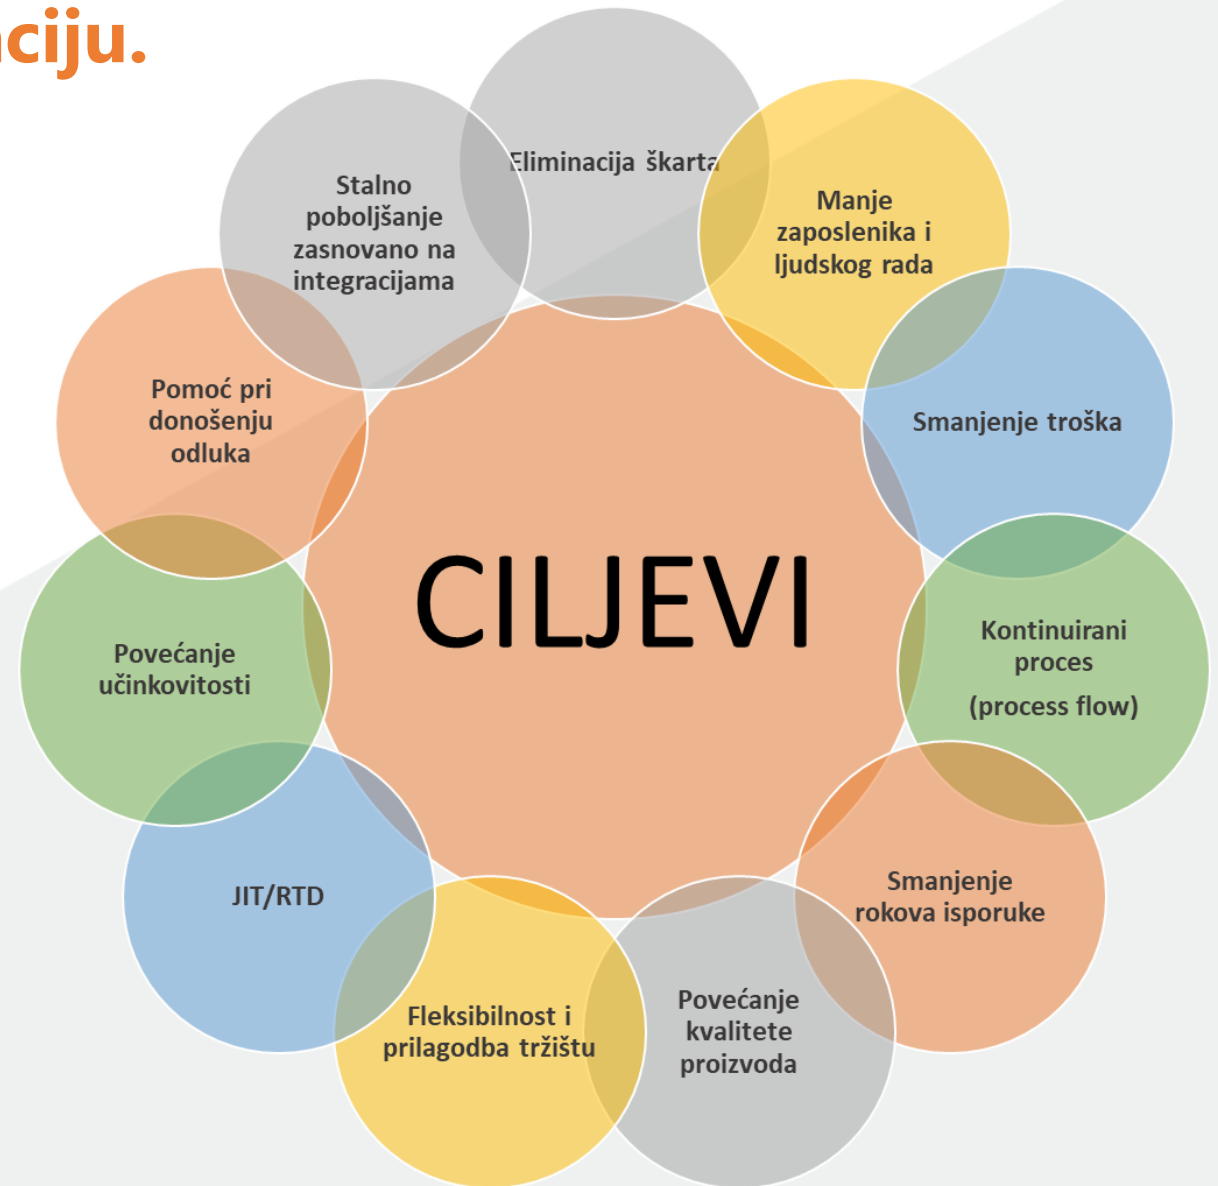 ciju.
Eliminacija škarta
Manje
zaposlenika i
ljudskog rada
Smanjenje troška
Kontinuirani
proces
(process flow)
Smanjenje
rokova isporuke
Povećanje
kvalitete
proizvoda
Fleksibilnost i
prilagodba tržištu
JIT/RTD
Povećanje
učinkovitosti
Pomoć pri
donošenju
odluka
Stalno
poboljšanje
zasnovano na
integracijama
CILJEVI